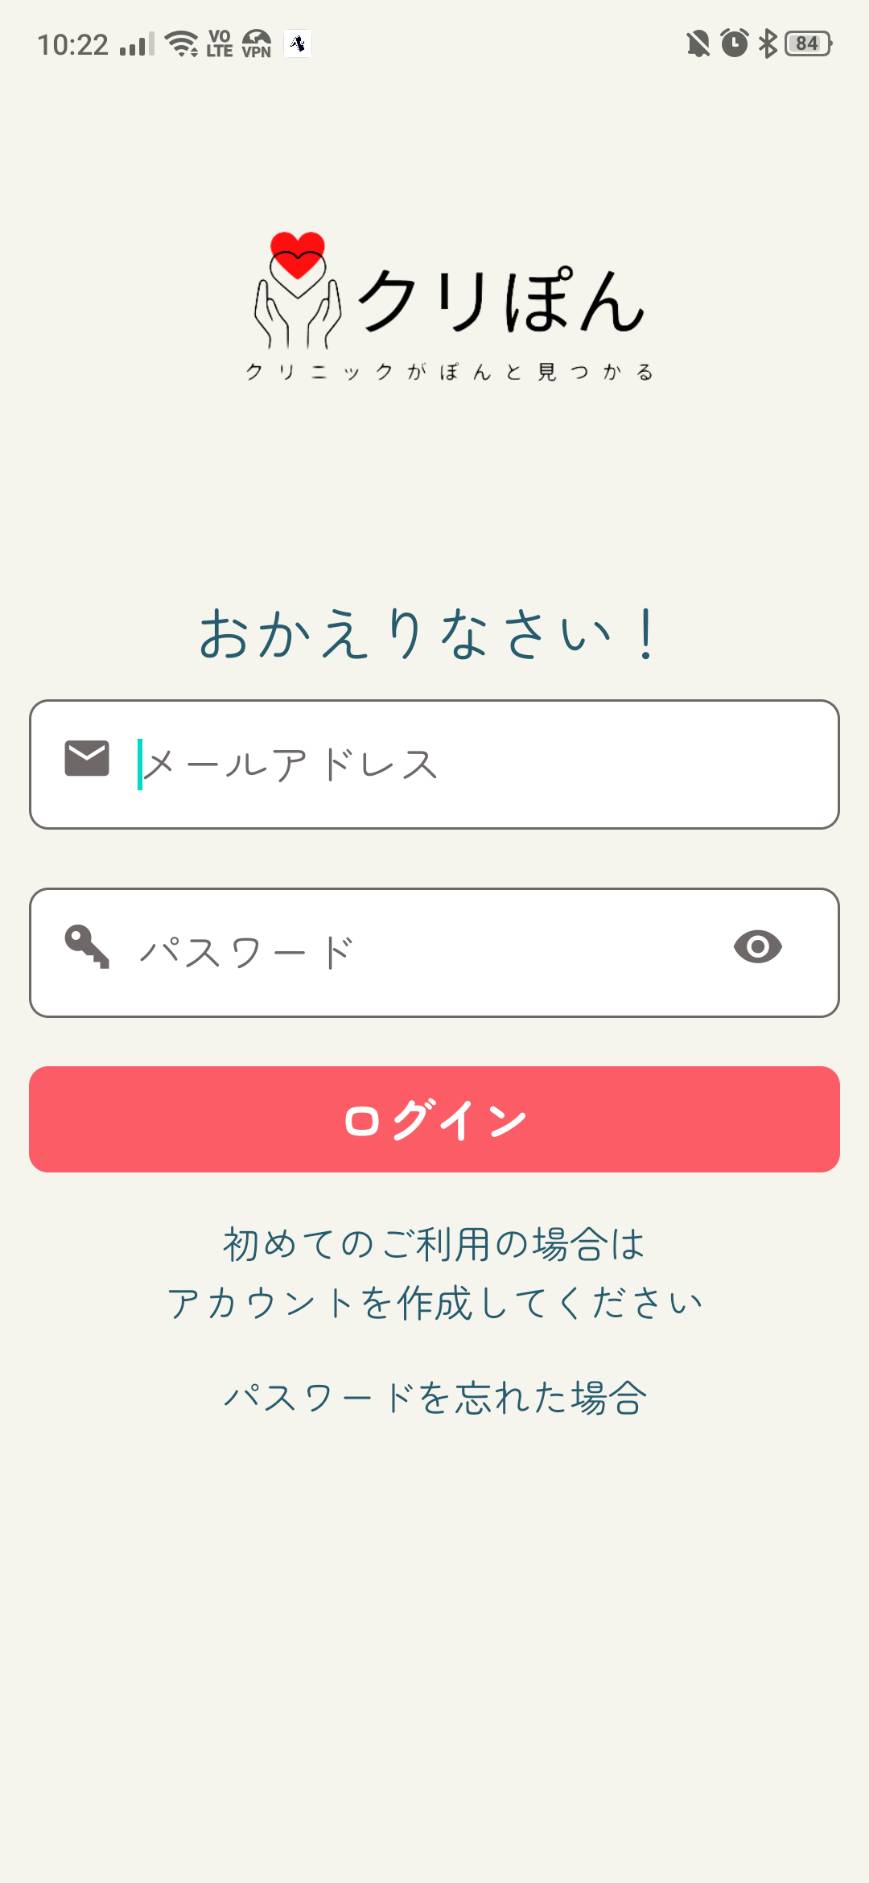 10:22 VO LTE VPN 84
クリぽん
クリニックがぽんと見つかる
おかえりなさい！
メールアドレス
パスワード
ログイン
初めてのご利用の場合は
アカウントを作成してください
パスワードを忘れた場合